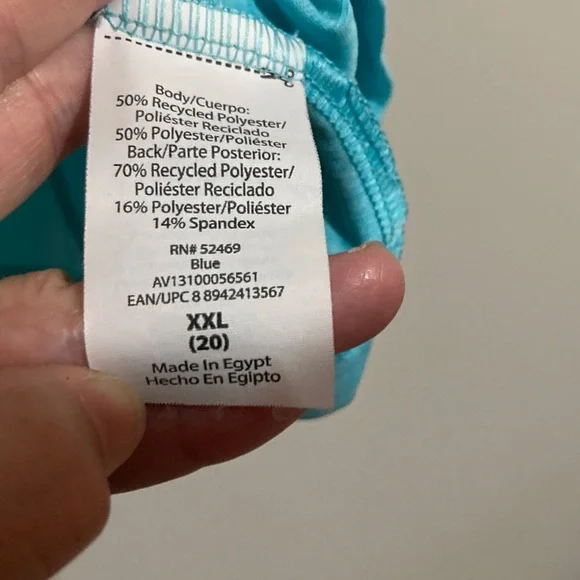 Body/Cuerpo:
50% Recycled Polyester/
Poliéster Reciclado
50% Polyester/Poliéster
Back/Parte Posterior:
70% Recycled Polyester/
Poliéster Reciclado
16% Polyester/Poliéster
14% Spandex
RN# 52469
Blue
AV13100056561
EAN/UPC 8 8942413567
XXL
(20)
Made In Egypt
Hecho En Egipto